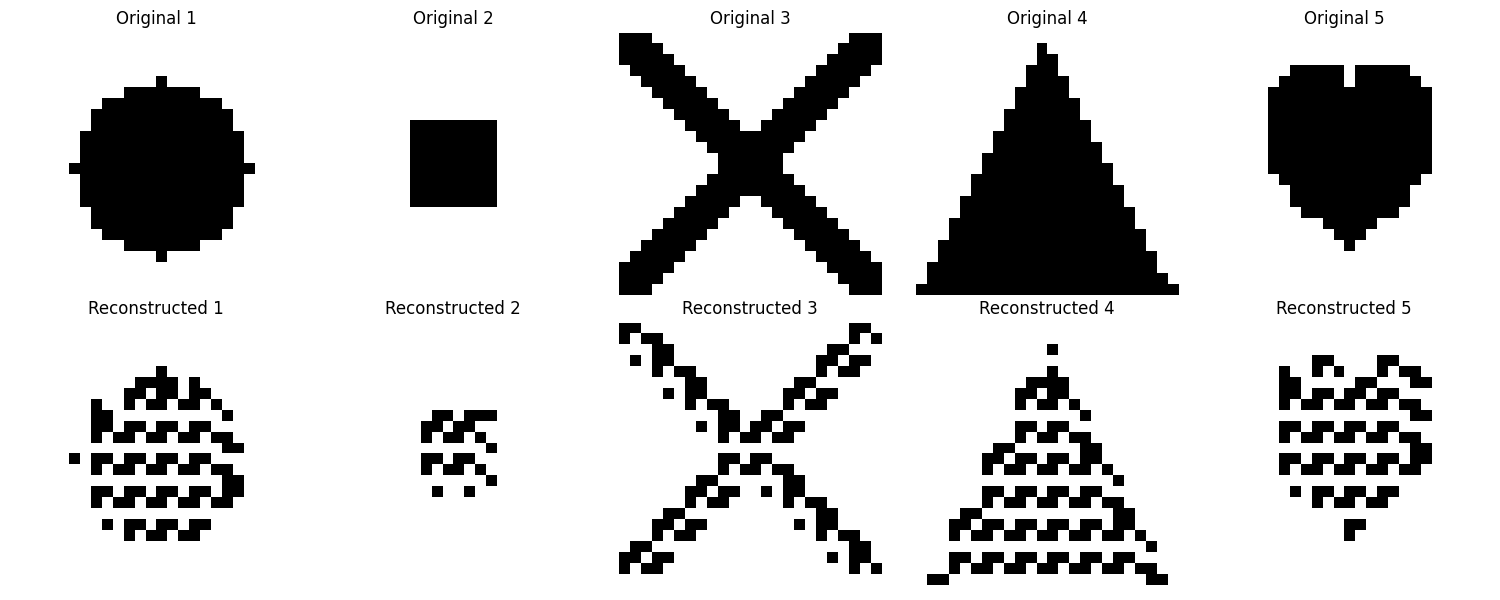 Original 1
Original 2
Original 3
Original 4
Original 5
Reconstructed 1
Reconstructed 2
Reconstructed 3
Reconstructed 4
Reconstructed 5